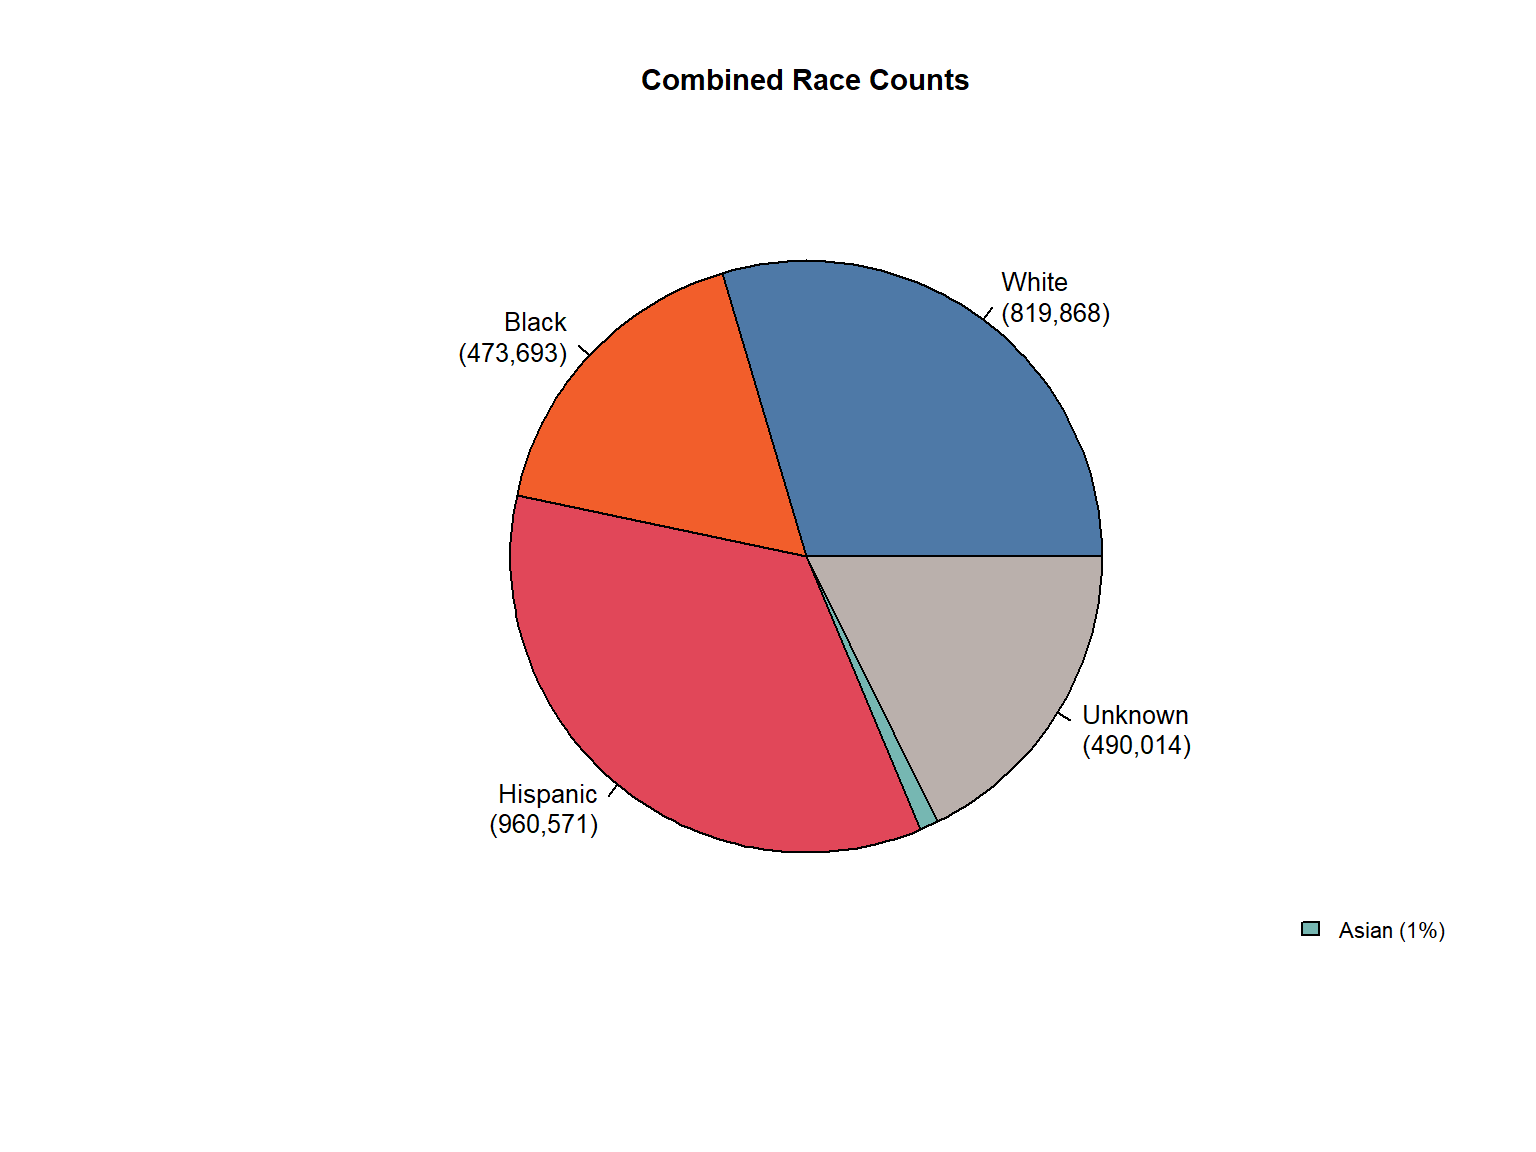 Combined Race Counts
White
(819,868)
Black
(473,693)
Unknown
(490,014)
Hispanic
(960,571)
Asian (1%)